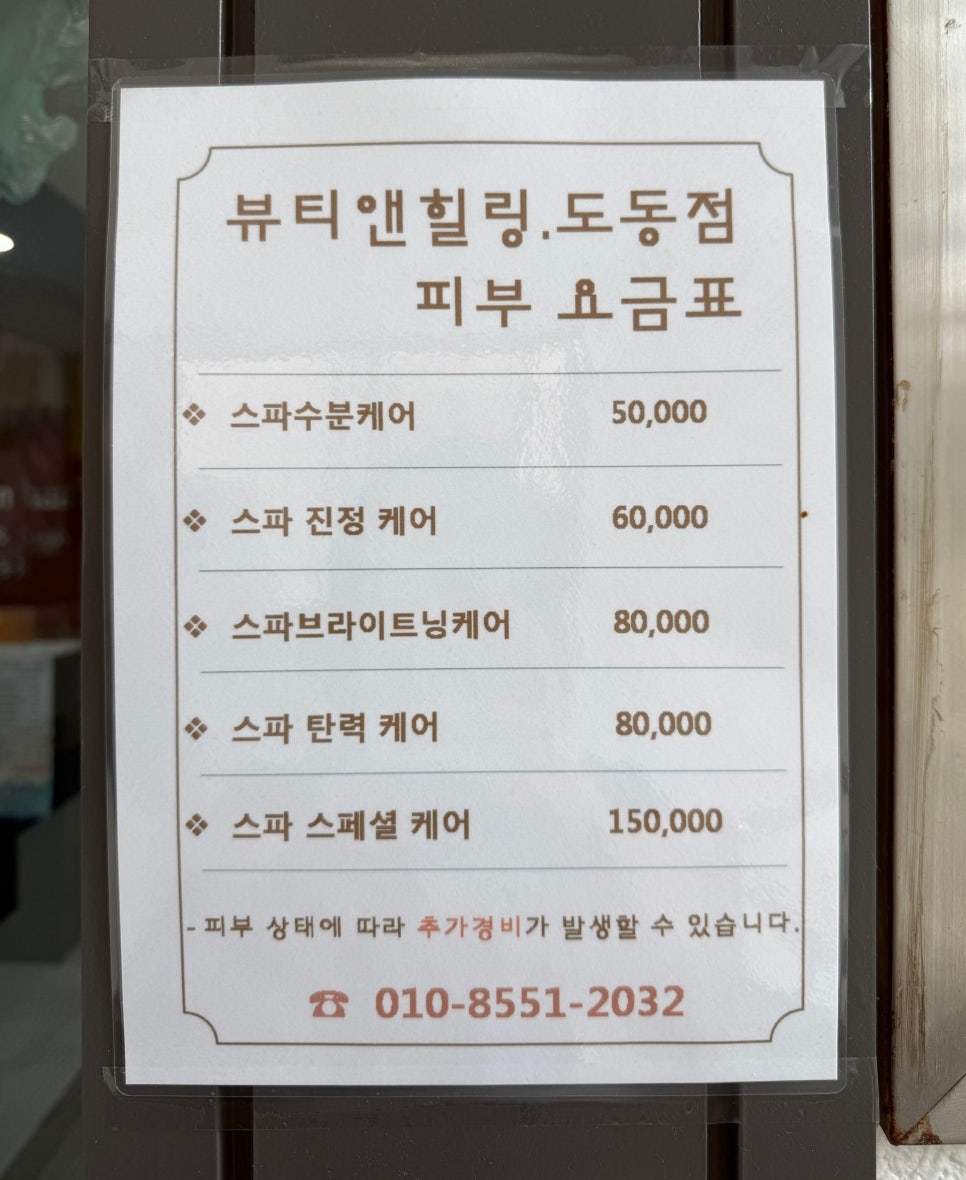 뷰티앤힐링.도동점
피부 요금표
❖ 스파수분케어 50,000
❖ 스파 진정 케어 60,000
❖ 스파브라이트닝케어 80,000
❖ 스파 탄력 케어 80,000
❖ 스파 스페셜 케어 150,000
- 피부 상태에 따라 추가경비가 발생할 수 있습니다.
☎ 010-8551-2032